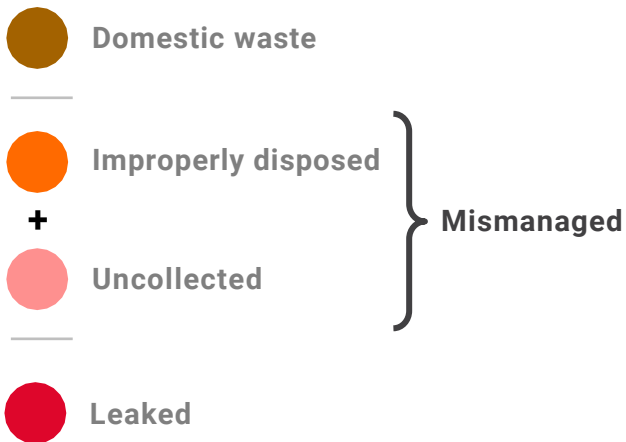 Domestic waste
Improperly disposed
+
Mismanaged
Uncollected
Leaked